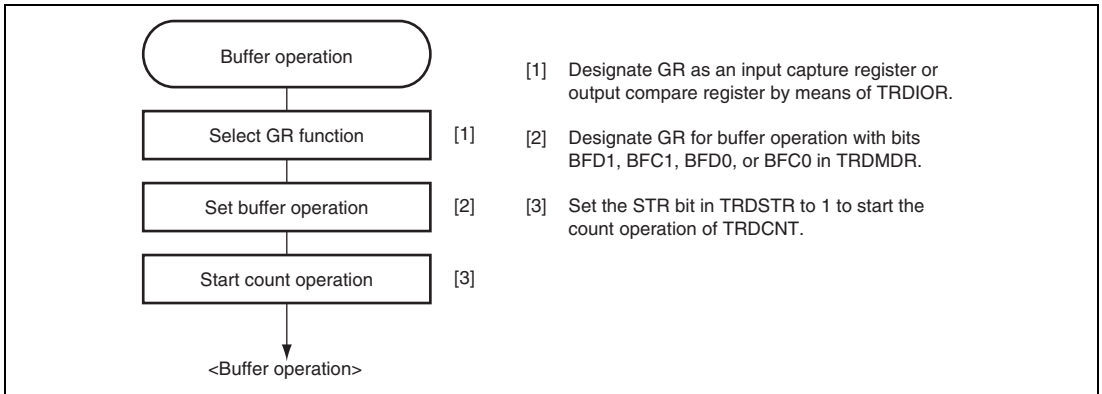 Buffer operation
Select GR function
[1]
Set buffer operation
[2]
Start count operation
[3]
<Buffer operation>
[1] Designate GR as an input capture register or
output compare register by means of TRDIOR.
[2] Designate GR for buffer operation with bits
BFD1, BFC1, BFD0, or BFC0 in TRDMDR.
[3] Set the STR bit in TRDSTR to 1 to start the
count operation of TRDCNT.